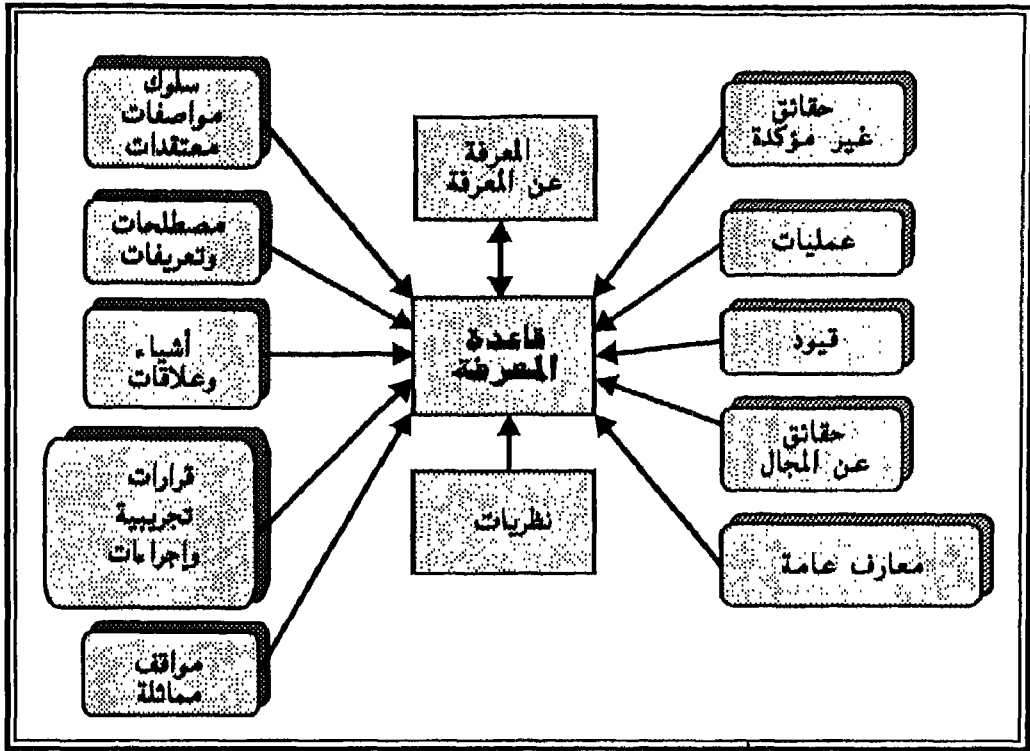 حقائق
غير مؤكدة
عمليات
قيود
حقائق
عن المجال
معارف عامة
المعرفة
عن المعرفة
قاعدة
المعرفة
نظريات
سلوك
مواصفات
معتقدات
مصطلحات
وتعريفات
أشياء
وعلاقات
قرارات
تجريبية
وإجراءات
مواقف
مماثلة